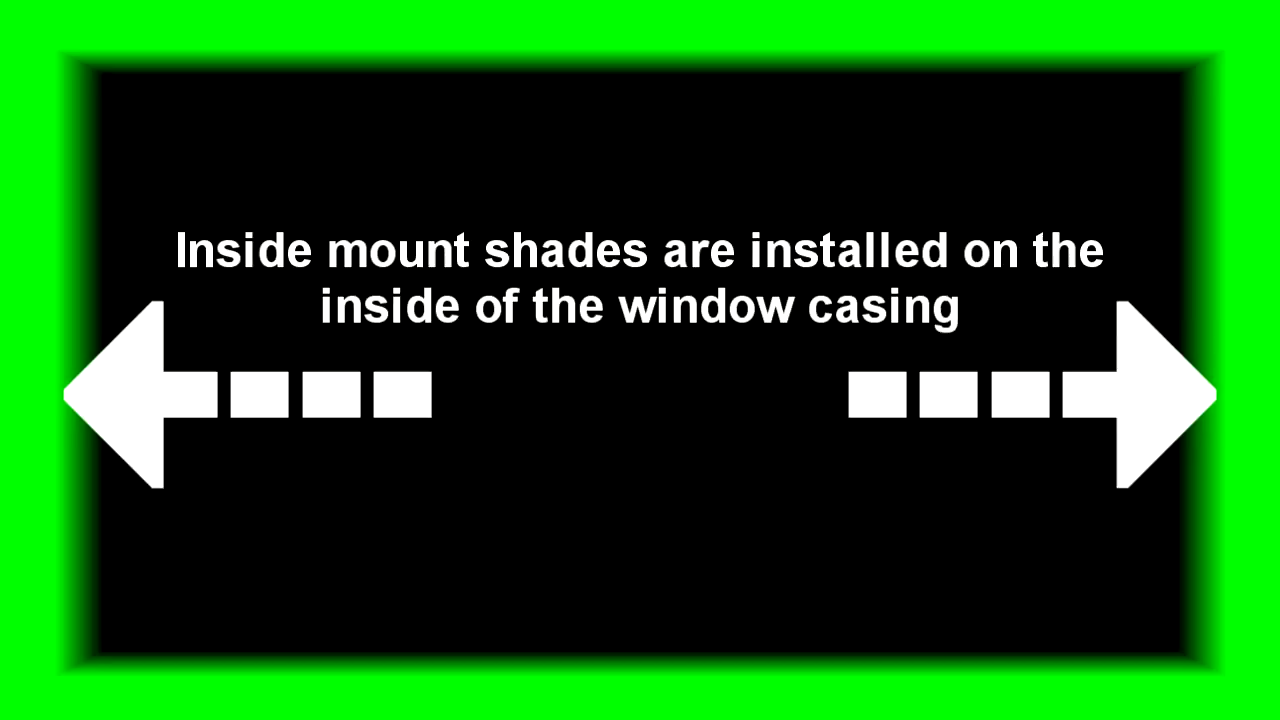 Inside mount shades are installed on the
inside of the window casing